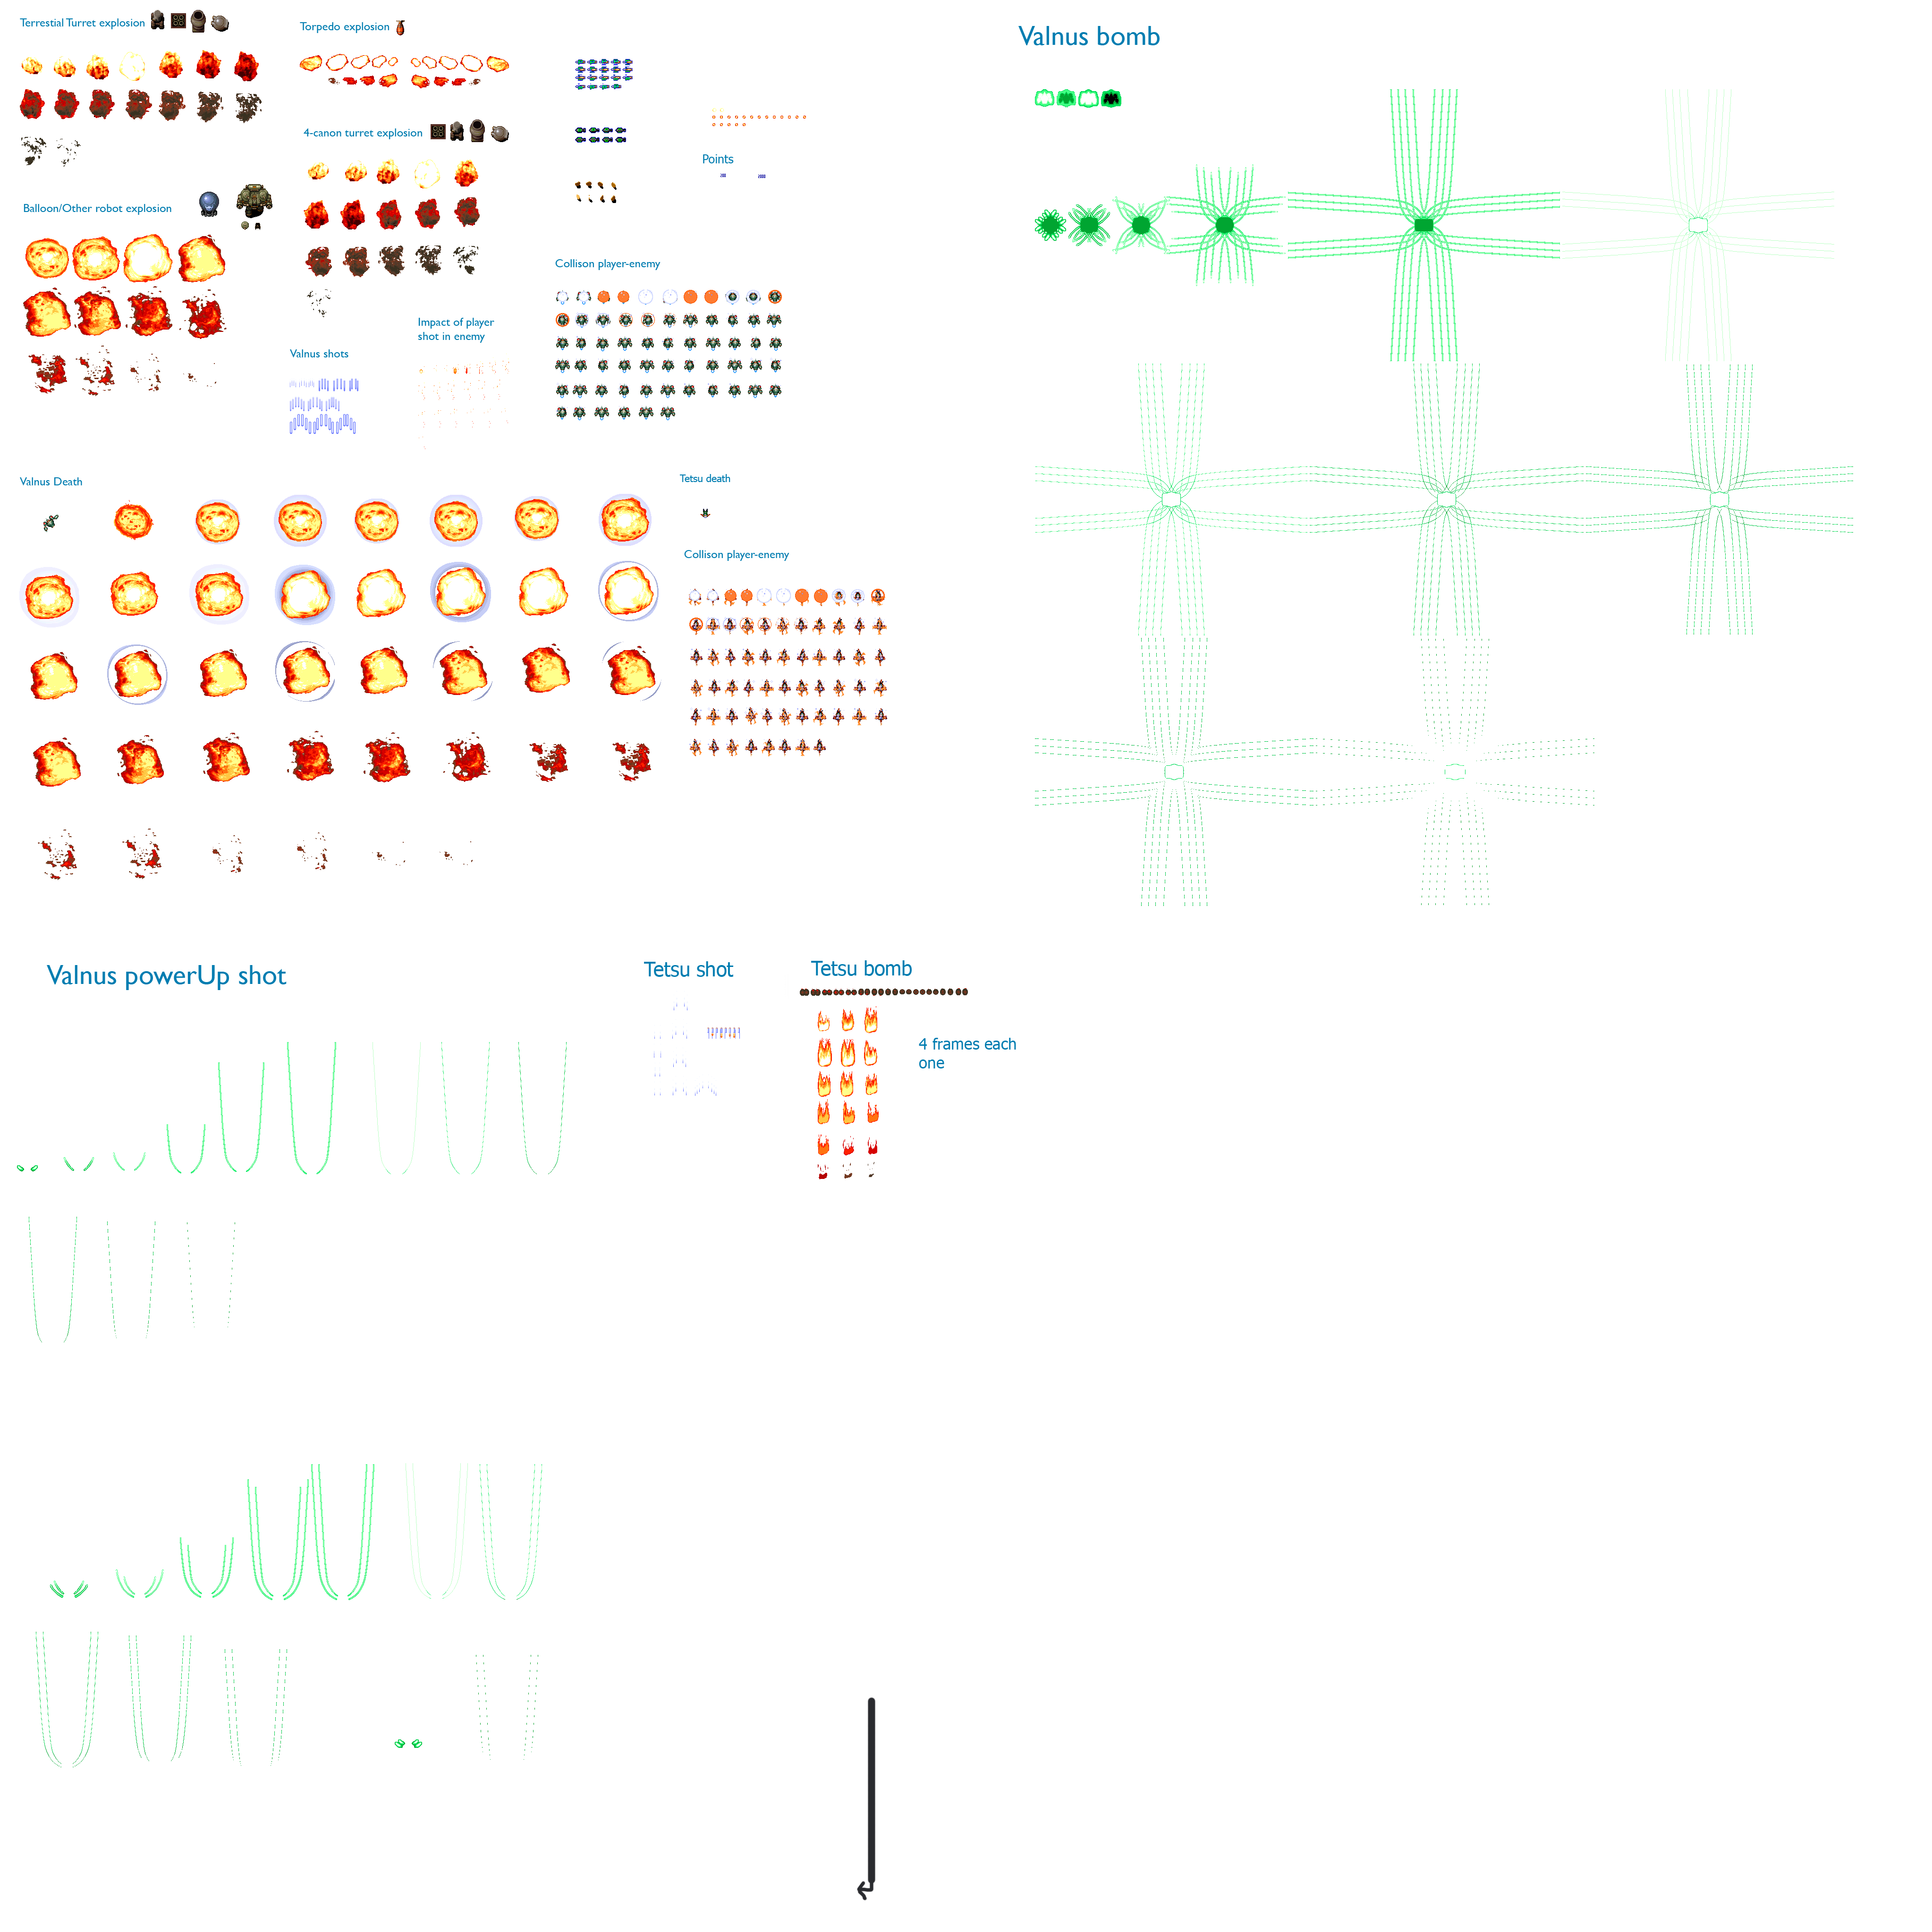 Terrestial Turret explosion
Torpedo explosion
Valnus bomb
4-canon turret explosion
Points
Balloon/Other robot explosion
Collison player-enemy
Impact of player
shot in enemy
Valnus shots
Valnus Death
Tetsu death
Collison player-enemy
Valnus powerUp shot
Tetsu shot
Tetsu bomb
4 frames each
one